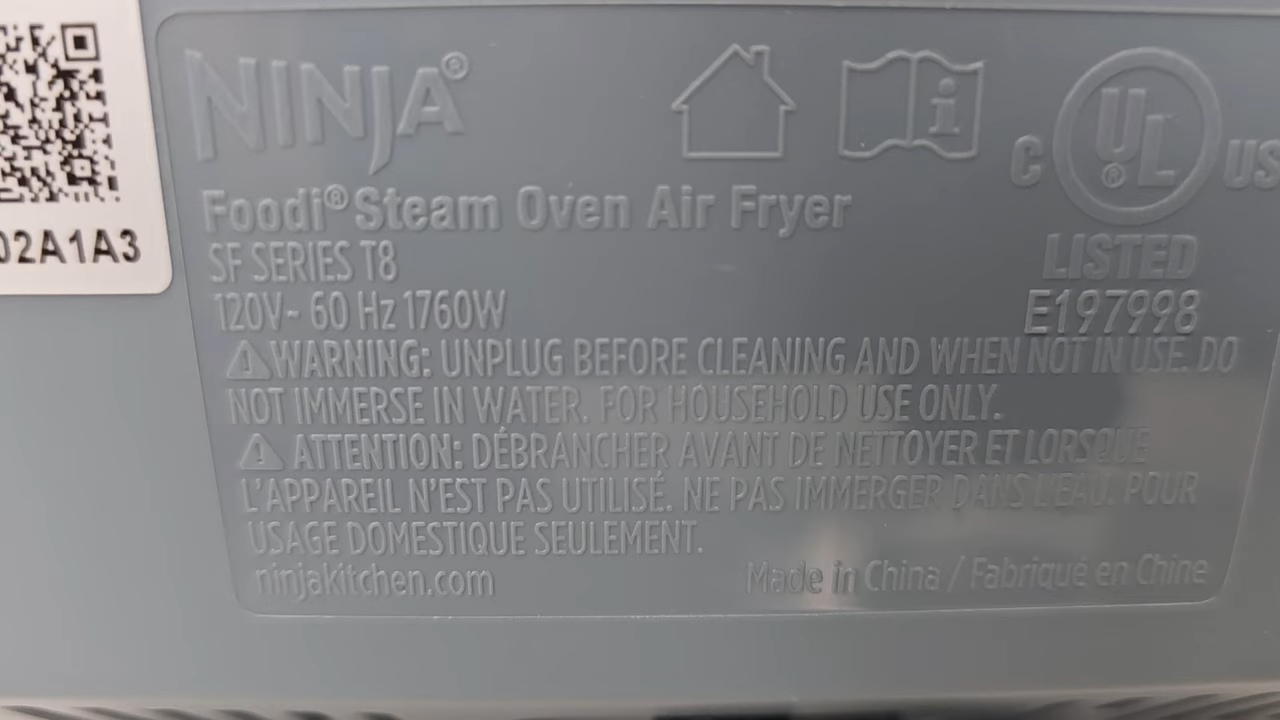 NINJA®
Foodi® Steam Oven Air Fryer
SF SERIES T8
120V~ 60 Hz 1760W
WARNING: UNPLUG BEFORE CLEANING AND WHEN NOT IN USE. DO
NOT IMMERSE IN WATER. FOR HOUSEHOLD USE ONLY.
ATTENTION: DÉBRANCHER AVANT DE NETTOYER ET LORSQUE
L'APPAREIL N'EST PAS UTILISÉ. NE PAS IMMERGER DANS L'EAU. POUR
USAGE DOMESTIQUE SEULEMENT.
ninjakitchen.com
Made in China / Fabriqué en Chine
C UL® US
LISTED
E197998
02A1A3